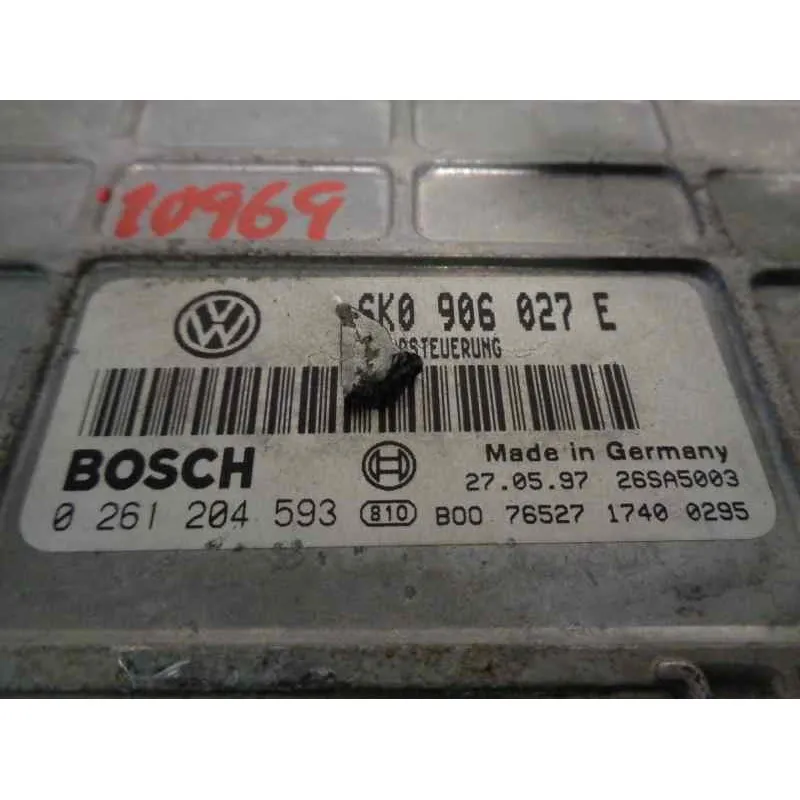 10969
6K0 906 027 E
BOSCH
Made in Germany
27.05.97 26SA5003
0 261 204 593 810 B00 76527 1740 0295